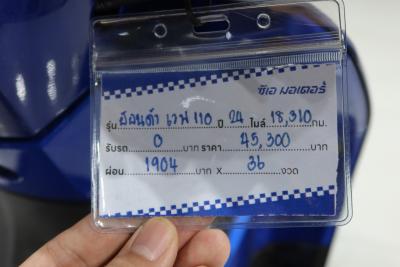 ซีเอ มอเตอร์
รุ่น ฮอนด้า เวฟ 110 ปี 24 ไมล์ 18,310 กม.
รับรถ 0 บาท ราคา 45,300 บาท
ผ่อน 1904 บาท X 36 งวด